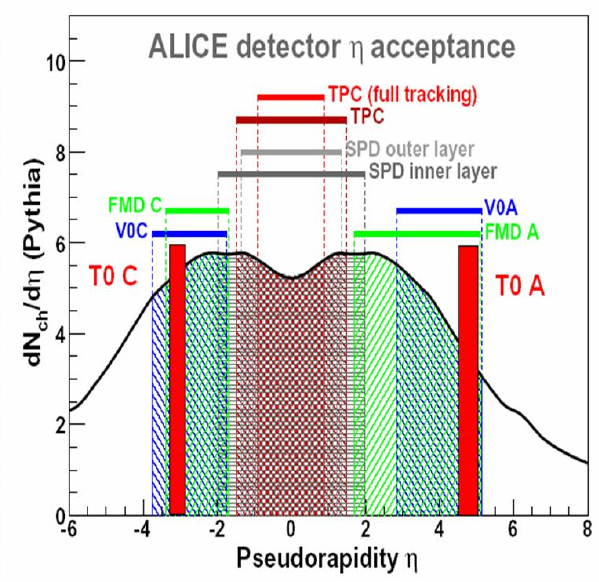 ALICE detector η acceptance
TPC (full tracking)
TPC
SPD outer layer
SPD inner layer
FMD C
V0A
V0C
FMD A
T0 C
T0 A
dNch/dη (Pythia)
10
8
6
4
2
0
-6 -4 -2 0 2 4 6 8
Pseudorapidity η